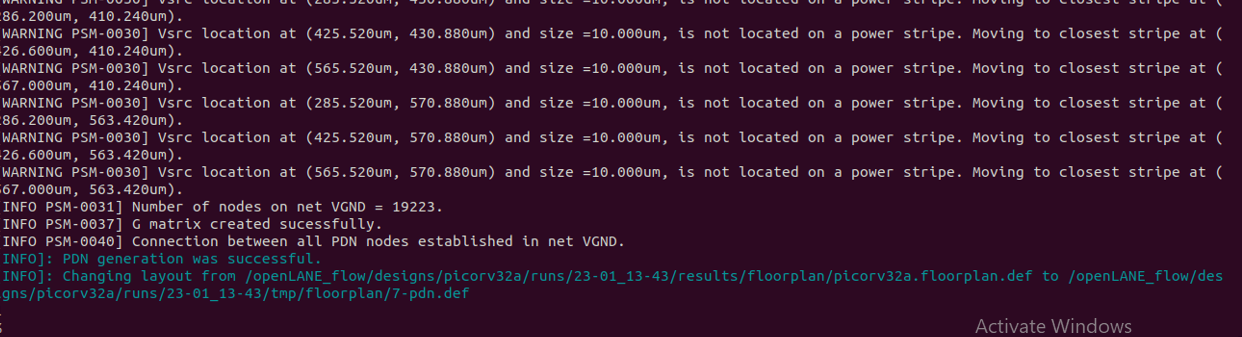 WARNING PSM-0030] Vsrc location at (285.520um, 430.880um) and size =10.000um, is not located on a power stripe. Moving to closest stripe at (
86.200um, 410.240um).
WARNING PSM-0030] Vsrc location at (425.520um, 430.880um) and size =10.000um, is not located on a power stripe. Moving to closest stripe at (
26.600um, 410.240um).
WARNING PSM-0030] Vsrc location at (565.520um, 430.880um) and size =10.000um, is not located on a power stripe. Moving to closest stripe at (
67.000um, 410.240um).
WARNING PSM-0030] Vsrc location at (285.520um, 570.880um) and size =10.000um, is not located on a power stripe. Moving to closest stripe at (
86.200um, 563.420um).
WARNING PSM-0030] Vsrc location at (425.520um, 570.880um) and size =10.000um, is not located on a power stripe. Moving to closest stripe at (
26.600um, 563.420um).
WARNING PSM-0030] Vsrc location at (565.520um, 570.880um) and size =10.000um, is not located on a power stripe. Moving to closest stripe at (
67.000um, 563.420um).
INFO PSM-0031] Number of nodes on net VGND = 19223.
INFO PSM-0037] G matrix created sucessfully.
INFO PSM-0040] Connection between all PDN nodes established in net VGND.
INFO]: PDN generation was successful.
INFO]: Changing layout from /openLANE_flow/designs/picorv32a/runs/23-01_13-43/results/floorplan/picorv32a.floorplan.def to /openLANE_flow/des
igns/picorv32a/runs/23-01_13-43/tmp/floorplan/7-pdn.def
Activate Windows